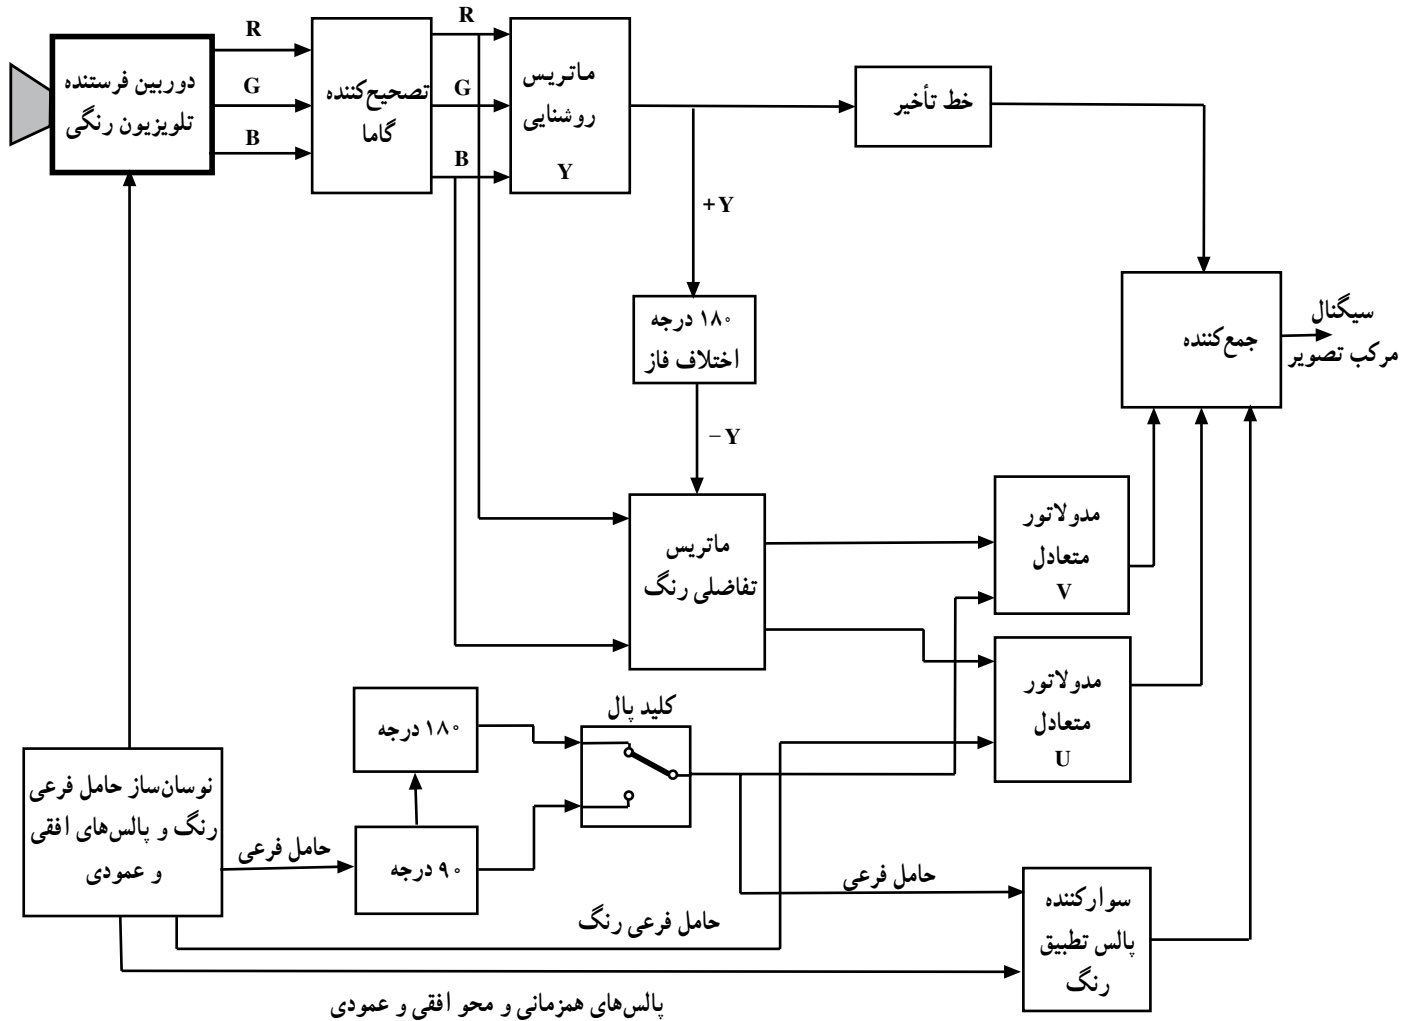 R
G
B
دوربین فرستنده
تلویزیون رنگی
تصحیح‌کننده
گاما
R
G
B
ماتریس
روشنایی
Y
خط تأخیر
+Y
۱۸۰ درجه
اختلاف فاز
−Y
جمع‌کننده
سیگنال
مرکب تصویر
ماتریس
تفاضلی رنگ
مدولاتور
متعادل
V
مدولاتور
متعادل
U
کلید پال
۱۸۰ درجه
۹۰ درجه
نوسان‌ساز حامل فرعی
رنگ و پالس‌های افقی
و عمودی
حامل فرعی
حامل فرعی
حامل فرعی رنگ
سوارکننده
پالس تطبیق
رنگ
پالس‌های همزمانی و محو افقی و عمودی